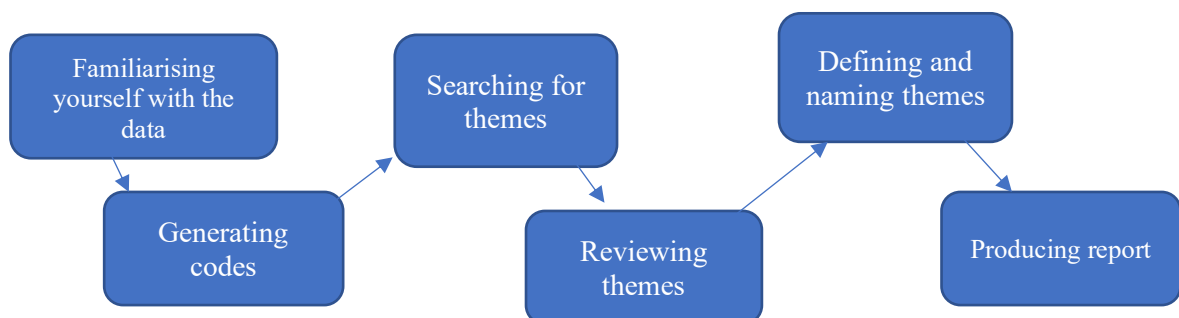 Familiarising
yourself with the
data
Generating
codes
Searching for
themes
Reviewing
themes
Defining and
naming themes
Producing report